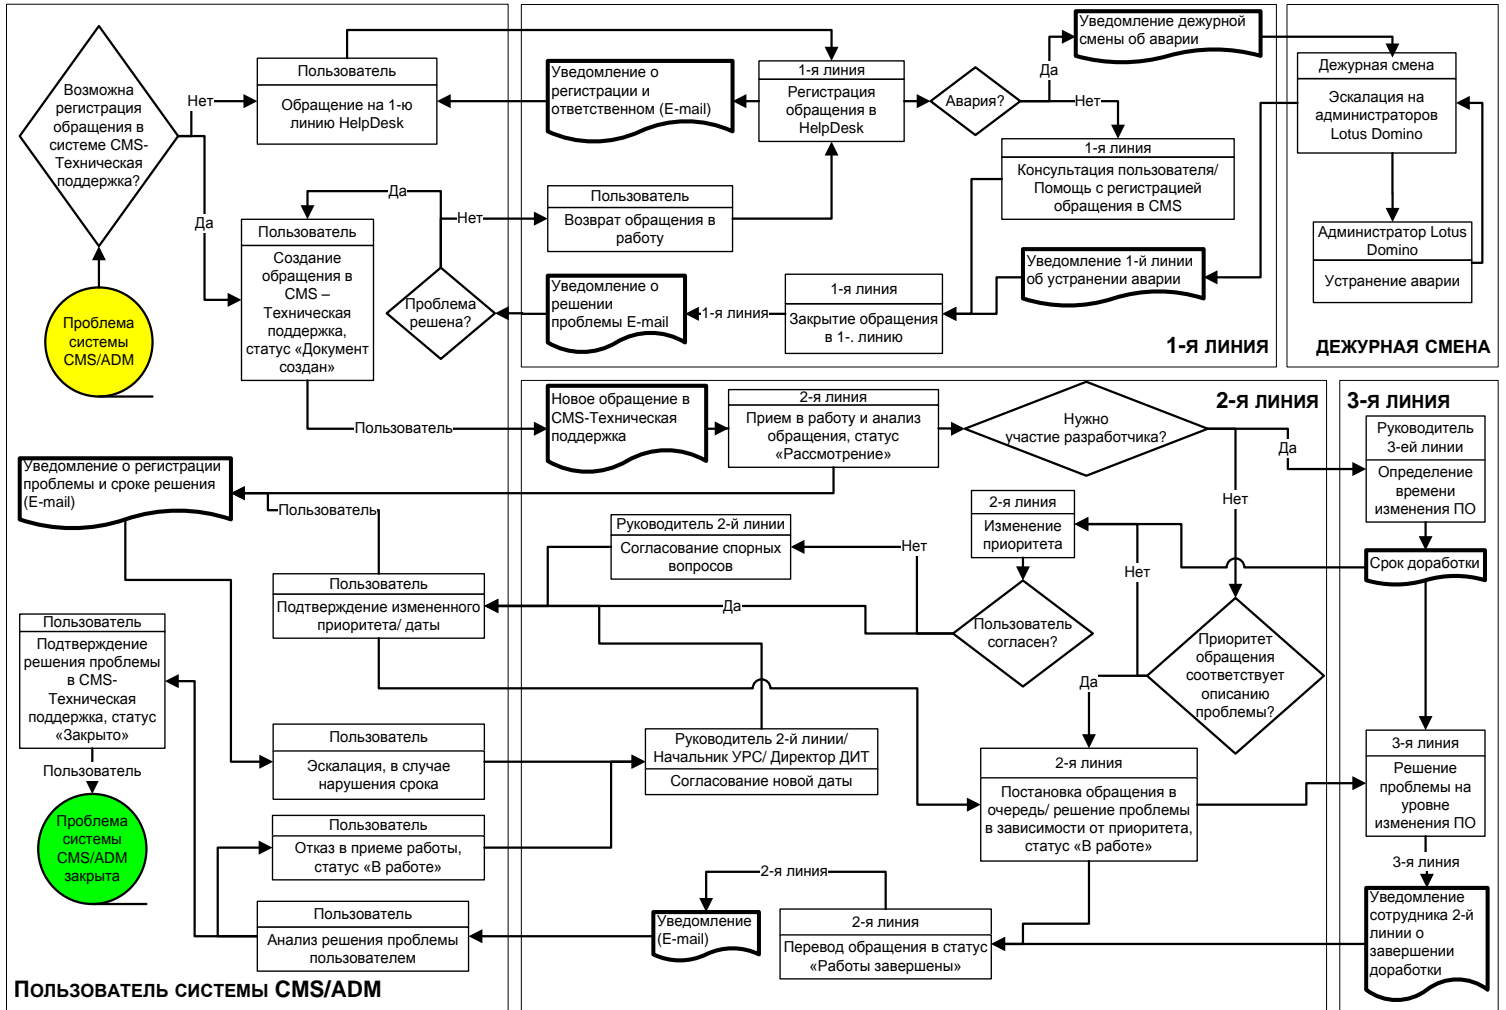 Возможна
регистрация
обращения в
системе CMS-
Техническая
поддержка?
Нет
Да
Проблема
системы
CMS/ADM
Пользователь
Обращение на 1-ю
линию HelpDesk
Пользователь
Создание
обращения в
CMS –
Техническая
поддержка,
статус «Документ
создан»
Да
Нет
Проблема
решена?
Уведомление о
регистрации и
ответственном (E-mail)
Пользователь
Возврат обращения в
работу
Уведомление о
решении
проблемы E-mail
1-я линия
1-я линия
Регистрация
обращения в
HelpDesk
Авария?
Да
Нет
Уведомление дежурной
смены об аварии
1-я линия
Консультация пользователя/
Помощь с регистрацией
обращения в CMS
Уведомление 1-й линии
об устранении аварии
1-я линия
Закрытие обращения
в 1-. линию
1-Я ЛИНИЯ
Дежурная смена
Эскалация на
администраторов
Lotus Domino
Администратор Lotus
Domino
Устранение аварии
ДЕЖУРНАЯ СМЕНА
Пользователь
Новое обращение в
CMS-Техническая
поддержка
2-я линия
Прием в работу и анализ
обращения, статус
«Рассмотрение»
Нужно
участие разработчика?
2-Я ЛИНИЯ
Да
Нет
3-Я ЛИНИЯ
Руководитель
3-ей линии
Определение
времени
изменения ПО
Срок доработки
Уведомление о регистрации
проблемы и сроке решения
(E-mail)
Пользователь
Руководитель 2-й линии
Согласование спорных
вопросов
Нет
2-я линия
Изменение
приоритета
Нет
Пользователь
Подтверждение измененного
приоритета/ даты
Да
Пользователь
согласен?
Приоритет
обращения
соответствует
описанию
проблемы?
Да
Пользователь
Подтверждение
решения проблемы
в CMS-
Техническая
поддержка, статус
«Закрыто»
Пользователь
Проблема
системы
CMS/ADM
закрыта
Пользователь
Эскалация, в случае
нарушения срока
Руководитель 2-й линии/
Начальник УРС/ Директор ДИТ
Согласование новой даты
2-я линия
Постановка обращения в
очередь/ решение проблемы
в зависимости от приоритета,
статус «В работе»
3-я линия
Решение
проблемы на
уровне
изменения ПО
3-я линия
Пользователь
Отказ в приеме работы,
статус «В работе»
Пользователь
Анализ решения проблемы
пользователем
2-я линия
Уведомление
(E-mail)
2-я линия
Перевод обращения в статус
«Работы завершены»
Уведомление
сотрудника 2-й
линии о
завершении
доработки
ПОЛЬЗОВАТЕЛЬ СИСТЕМЫ CMS/ADM